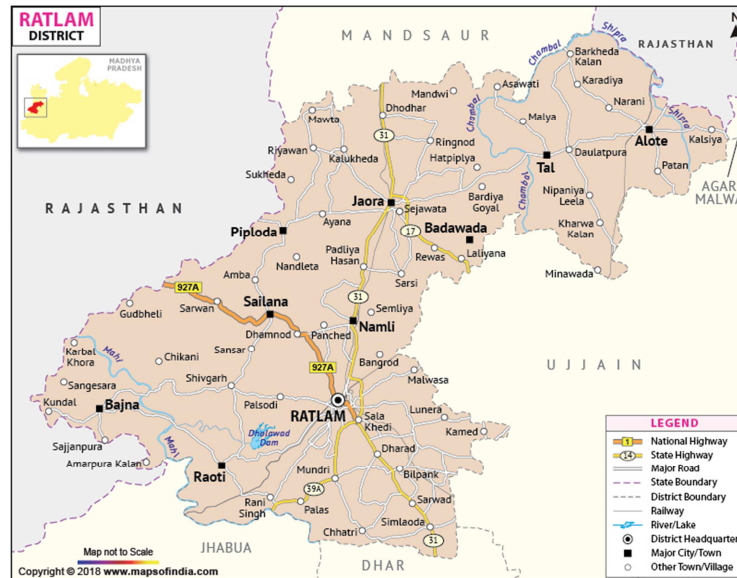 RATLAM
DISTRICT
MADHYA
PRADESH
MANDSAUR
RAJASTHAN
N
Chambal
Shipra
Barkheda
Kalan
Asawati
Karadiya
Mandwi
Dhodhar
Chambal
Malya
Narani
Mawta
31
Shipra
Riyawan
Kalukheda
Ringnod
Hatpiplya
Alote
Kalsiya
Tal
Daulatpura
Sukheda
Patan
AGAR
MALWA
RAJASTHAN
Jaora
Sejawata
Bardiya
Goyal
Chambal
Nipaniya
Leela
Ayana
Piploda
17
Badawada
Kharwa
Kalan
Padliya
Hasan
Rewas
Laliyana
Nandleta
Amba
Sarsi
Minawada
927A
Sarwan
Sailana
31
Gudbheli
Semliya
Namli
Dhamnod
Panched
Karbal
Khora
Mahi
Chikani
Sansar
Bangrod
UJJAIN
927A
Malwasa
Sangesara
Shivgarh
Kundal
Bajna
Palsodi
RATLAM
Sala
Khedi
Lunera
Kamed
Sajjanpura
Mahi
Dholawad
Dam
Dharad
Amarpura Kalan
Raoti
Mundri
Bilpank
39A
Rani
Singh
Palas
Sarwad
Chhatri
Simlaoda
31
JHABUA
DHAR
LEGEND
1 National Highway
14 State Highway
Major Road
State Boundary
District Boundary
Railway
River/Lake
District Headquarter
Major City/Town
Other Town/Village
Map not to Scale
Copyright © 2018 www.mapsofindia.com